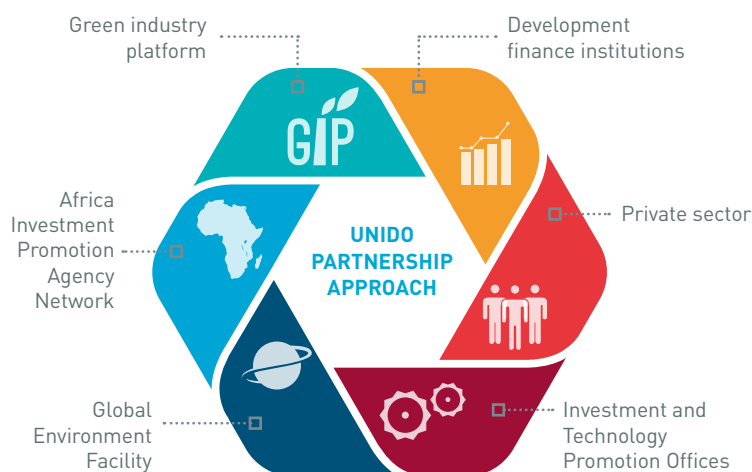 Green industry
platform
Development
finance institutions
GIP
Africa
Investment
Promotion
Agency
Network
UNIDO
PARTNERSHIP
APPROACH
Private sector
Global
Environment
Facility
Investment and
Technology
Promotion Offices